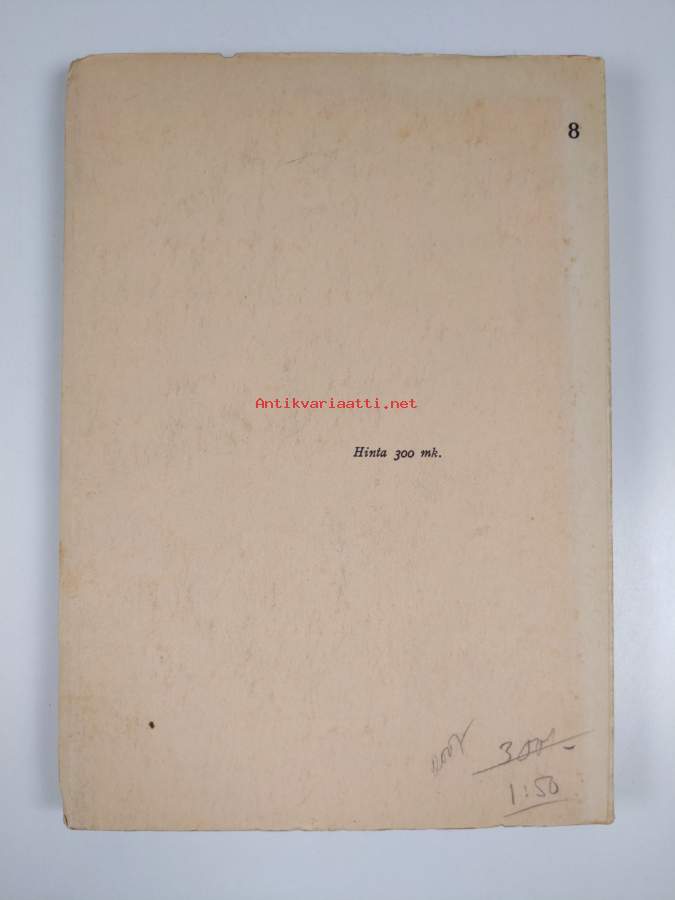 8
Antikvariaatti.net
Hinta 300 mk.
300,-
1:50